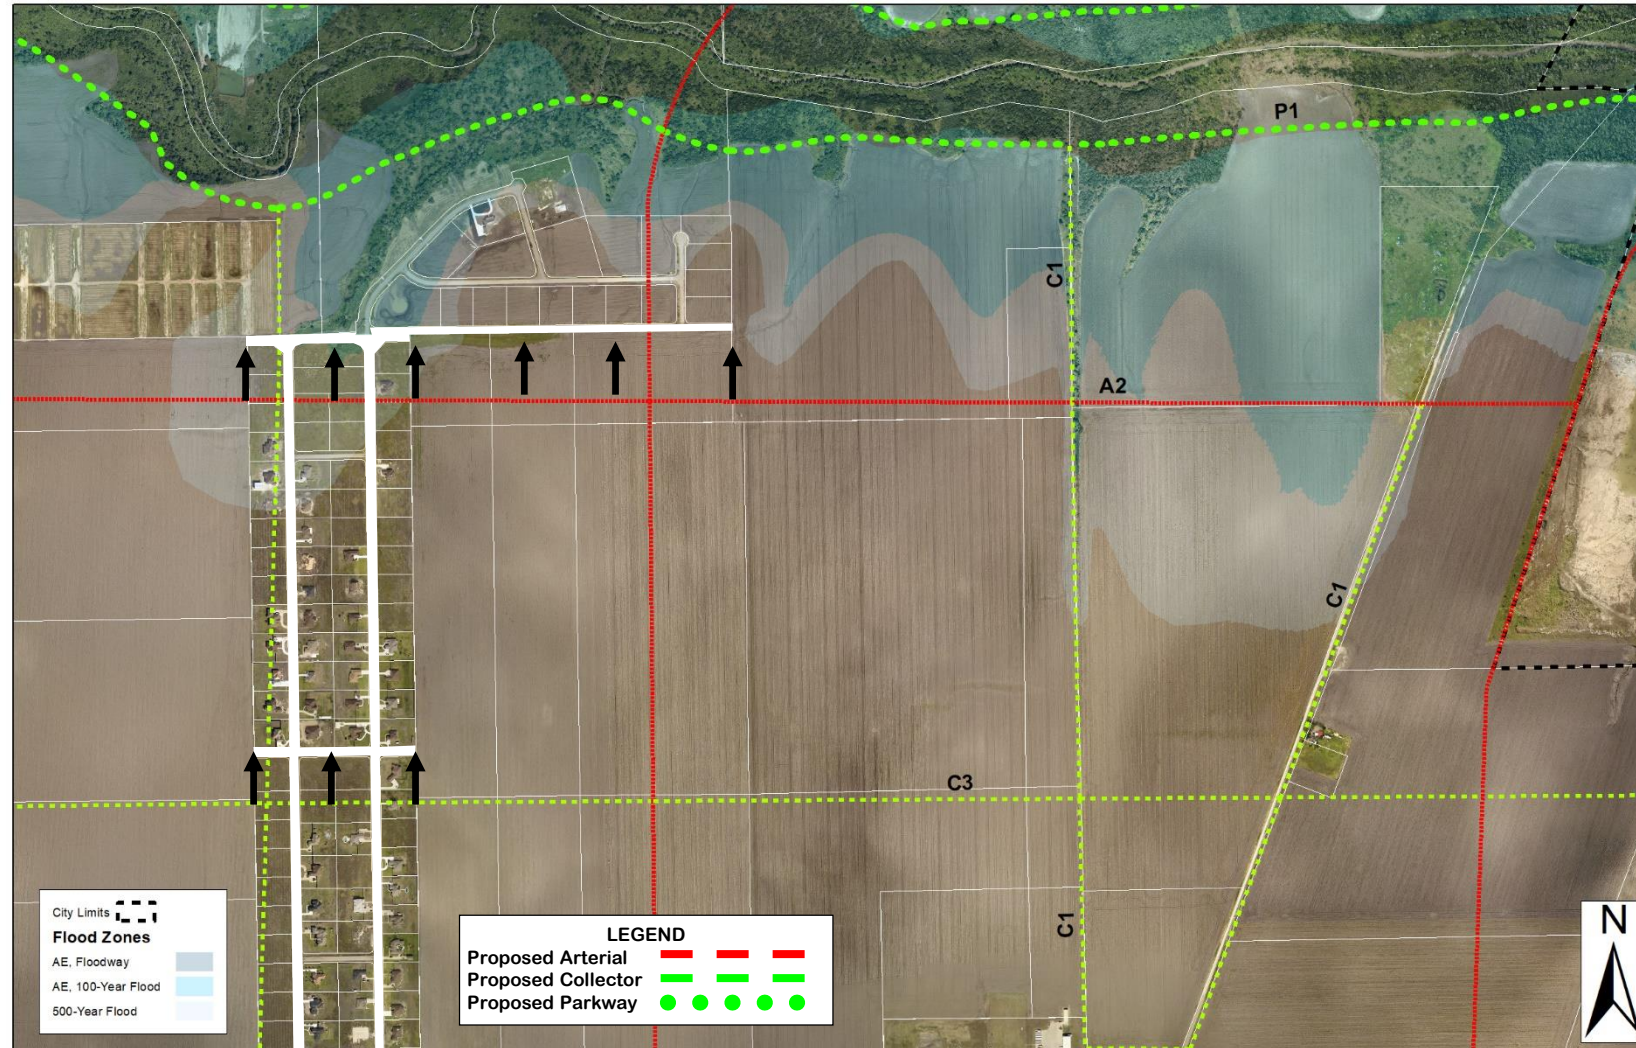 P1
C1
A2
C1
C3
C1
City Limits
Flood Zones
AE, Floodway
AE, 100-Year Flood
500-Year Flood
LEGEND
Proposed Arterial
Proposed Collector
Proposed Parkway
N